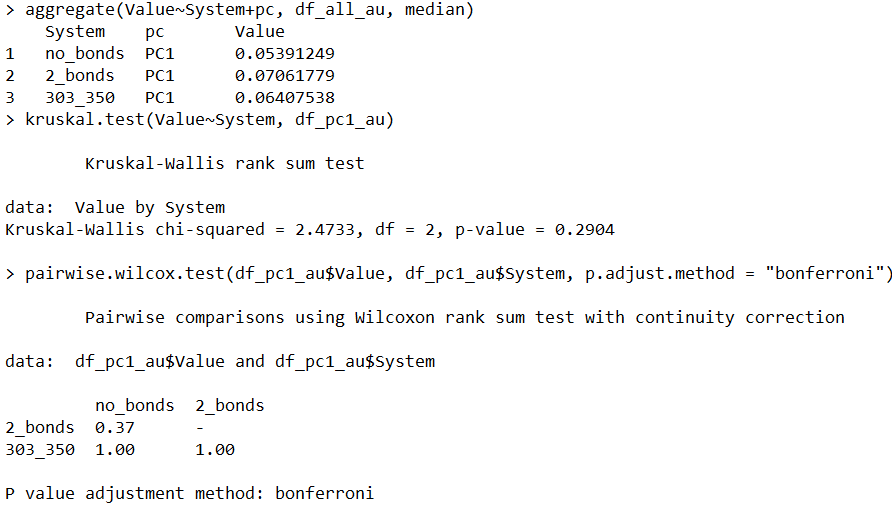 > aggregate(Value~System+pc, df_all_au, median)
    System    pc       Value
1   no_bonds  PC1      0.05391249
2   2_bonds   PC1      0.07061779
3   303_350   PC1      0.06407538
> kruskal.test(Value~System, df_pc1_au)
        Kruskal-Wallis rank sum test
data:  Value by System
Kruskal-Wallis chi-squared = 2.4733, df = 2, p-value = 0.2904
> pairwise.wilcox.test(df_pc1_au$Value, df_pc1_au$System, p.adjust.method = "bonferroni")
        Pairwise comparisons using Wilcoxon rank sum test with continuity correction
data:  df_pc1_au$Value and df_pc1_au$System
         no_bonds  2_bonds
2_bonds  0.37      -
303_350  1.00      1.00
P value adjustment method: bonferroni